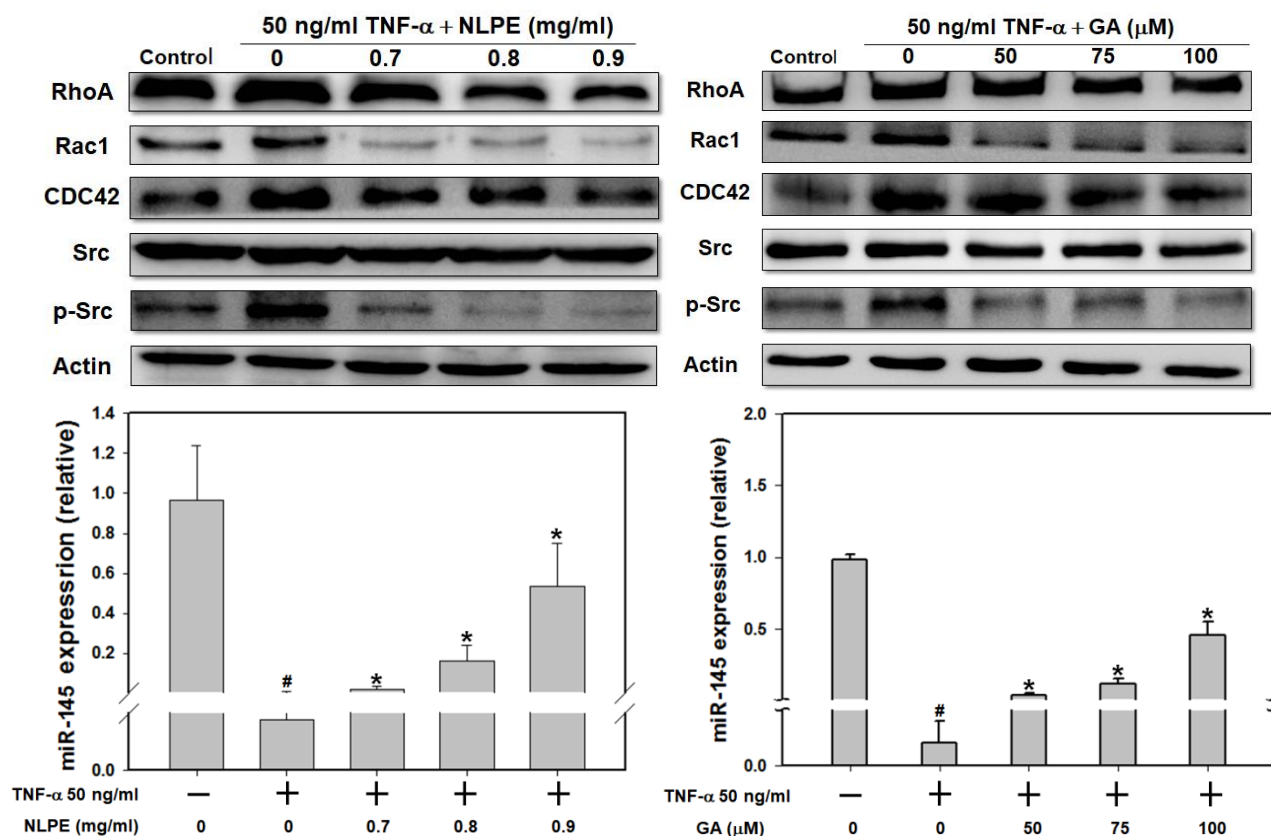 50 ng/ml TNF-α + NLPE (mg/ml)
Control 0 0.7 0.8 0.9
RhoA
Rac1
CDC42
Src
p-Src
Actin
50 ng/ml TNF-α + GA (μM)
Control 0 50 75 100
RhoA
Rac1
CDC42
Src
p-Src
Actin
miR-145 expresrion (relative)
1.4
1.2
1.0
0.8
0.6
0.4
0.2
0.0
# * * *
TNF-α 50 ng/ml − + + + +
NLPE (mg/ml) 0 0 0.7 0.8 0.9
miR-145 expression (relative)
2.0
1.5
1.0
0.5
0.0
# * * *
TNF-α 50 ng/ml − + + + +
GA (μM) 0 0 50 75 100